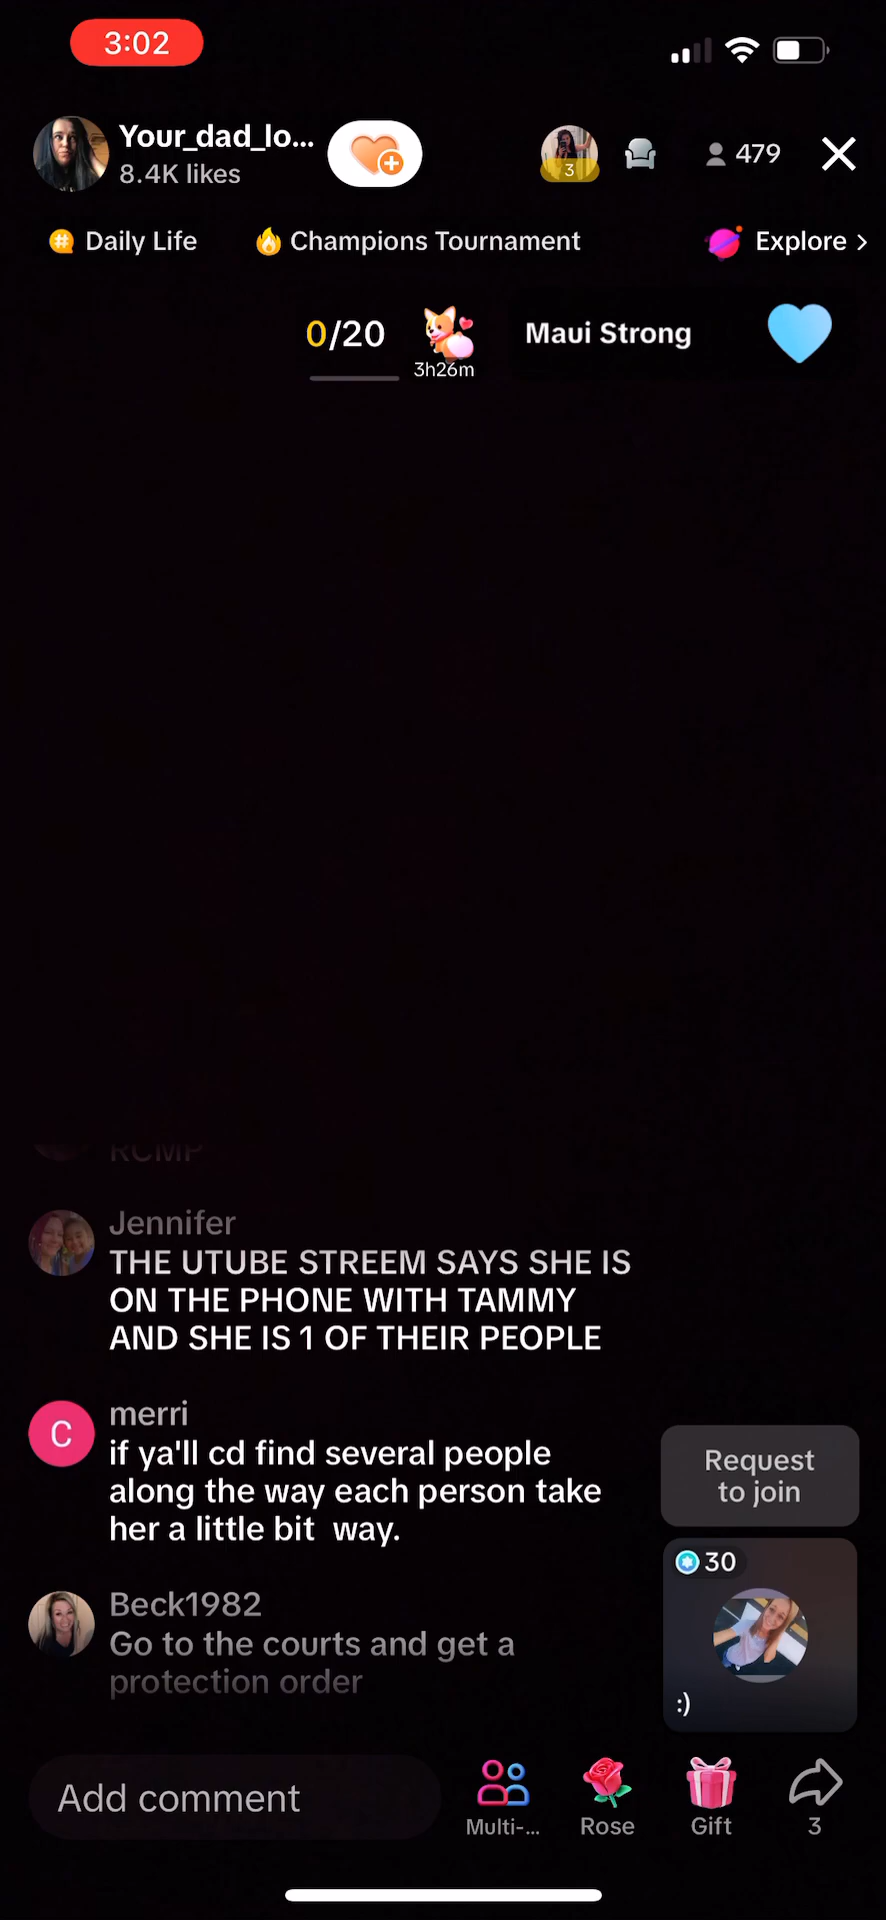 3:02
Your_dad_lo...
8.4K likes
3
479
Daily Life
Champions Tournament
Explore >
0/20
3h26m
Maui Strong
RCMP
Jennifer
THE UTUBE STREEM SAYS SHE IS
ON THE PHONE WITH TAMMY
AND SHE IS 1 OF THEIR PEOPLE
C
merri
if ya'll cd find several people
along the way each person take
her a little bit way.
Request
to join
30
Beck1982
Go to the courts and get a
protection order
:)
Add comment
Multi-...
Rose
Gift
3